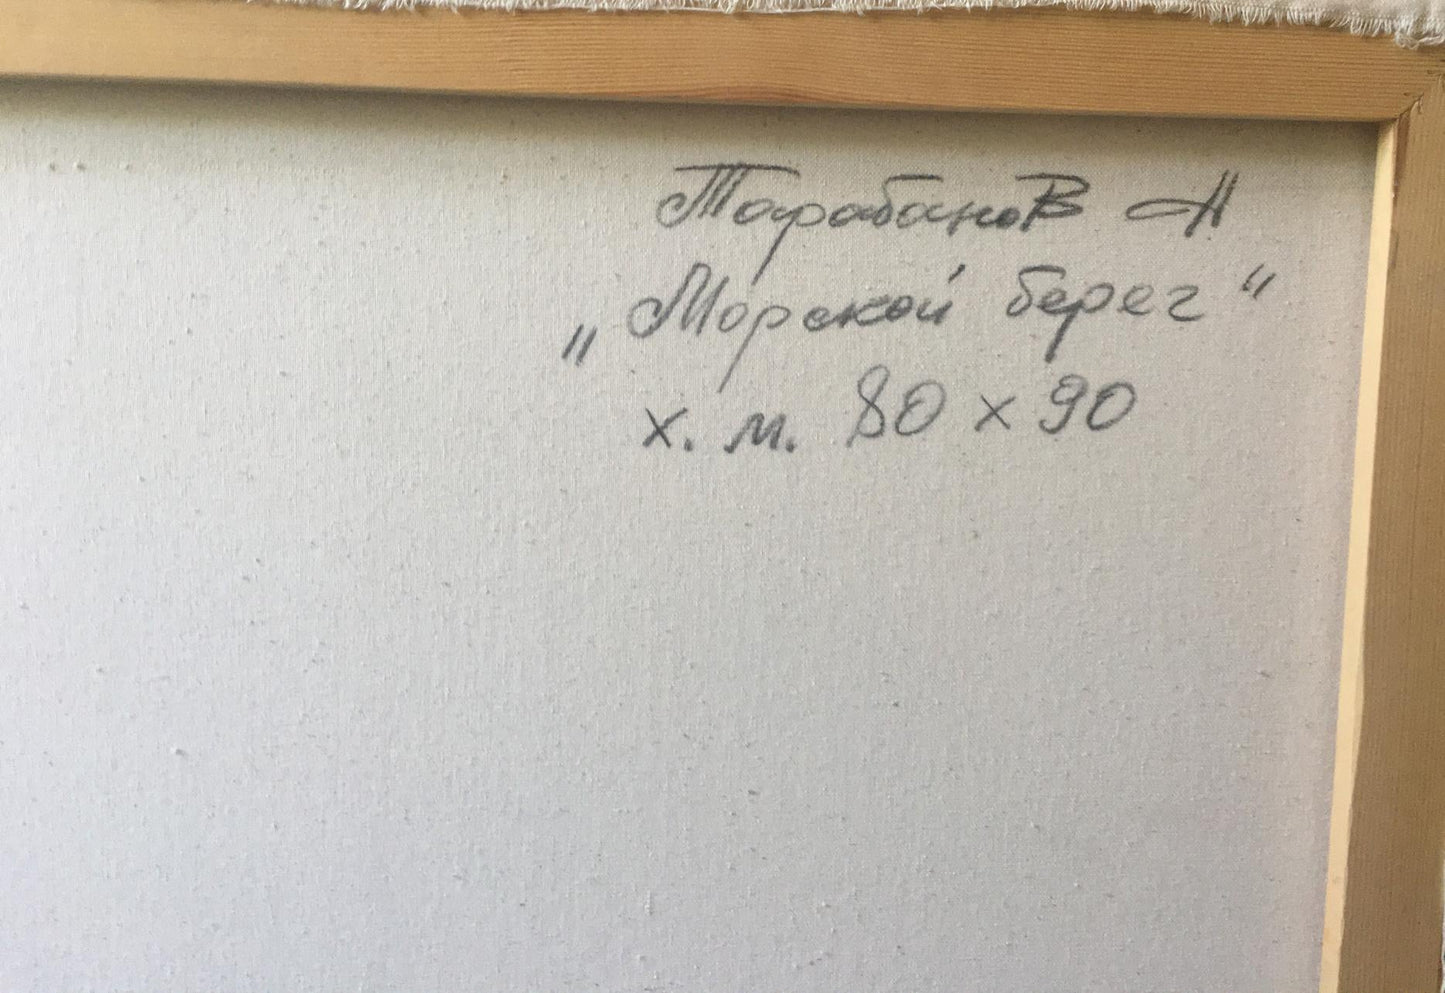 Тарабанов А
„Морской берег“
х. м. 80 х 90